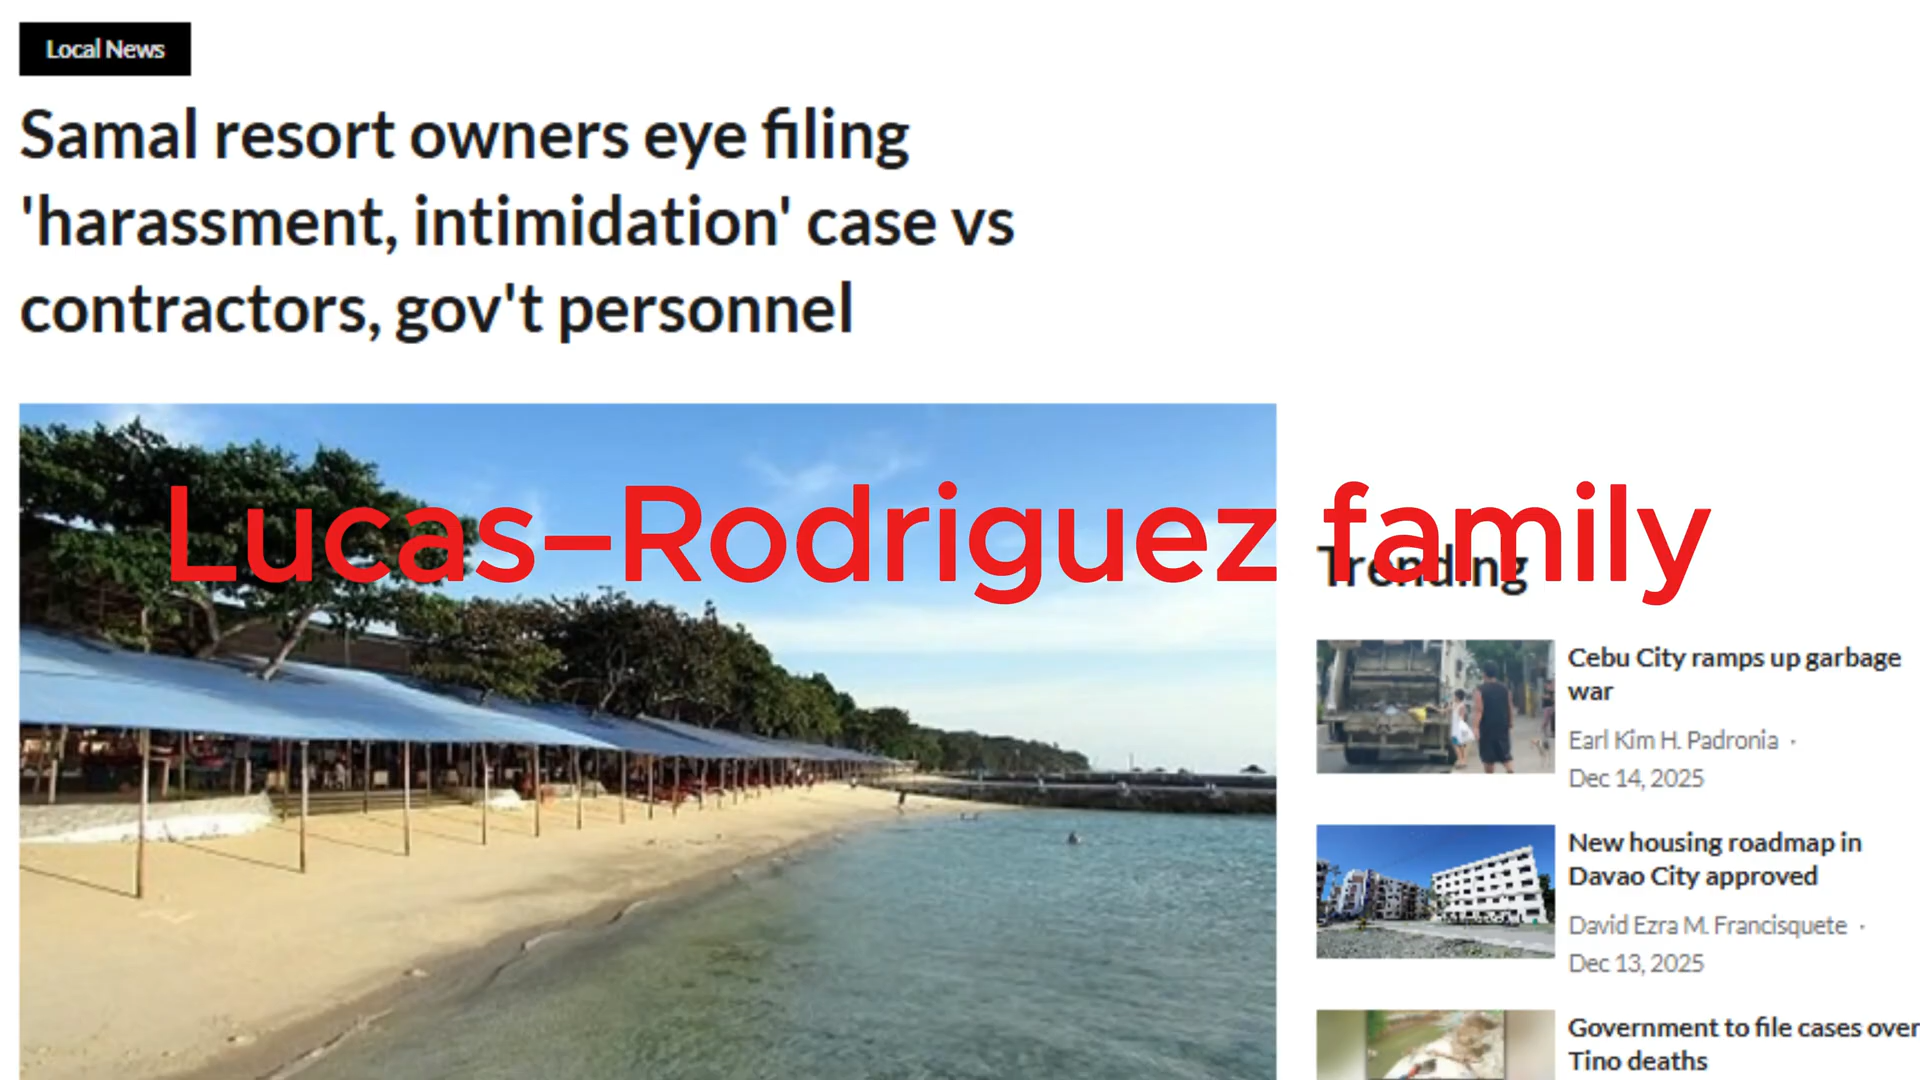 Local News
Samal resort owners eye filing
'harassment, intimidation' case vs
contractors, gov't personnel
Lucas–Rodriguez family
Trending
Cebu City ramps up garbage
war
Earl Kim H. Padronia ·
Dec 14, 2025
New housing roadmap in
Davao City approved
David Ezra M. Francisquete ·
Dec 13, 2025
Government to file cases over
Tino deaths